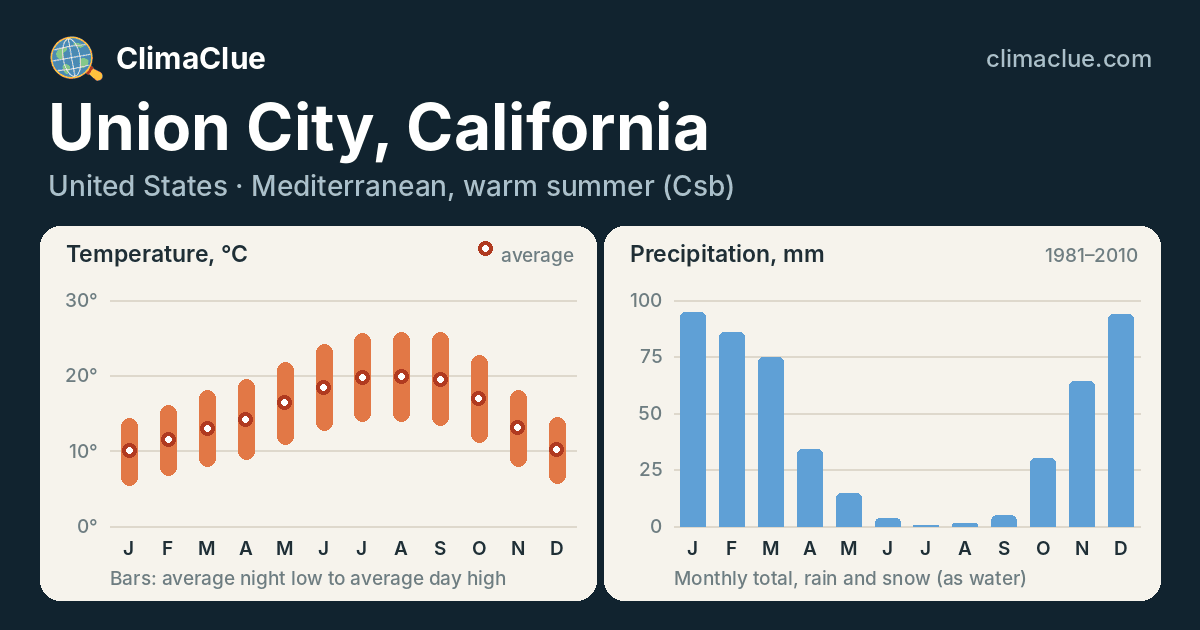 ClimaClue
climaclue.com
Union City, California
United States · Mediterranean, warm summer (Csb)
Temperature, °C
average
30°
20°
10°
0°
J F M A M J J A S O N D
Bars: average night low to average day high
Precipitation, mm
1981–2010
100
75
50
25
0
J F M A M J J A S O N D
Monthly total, rain and snow (as water)